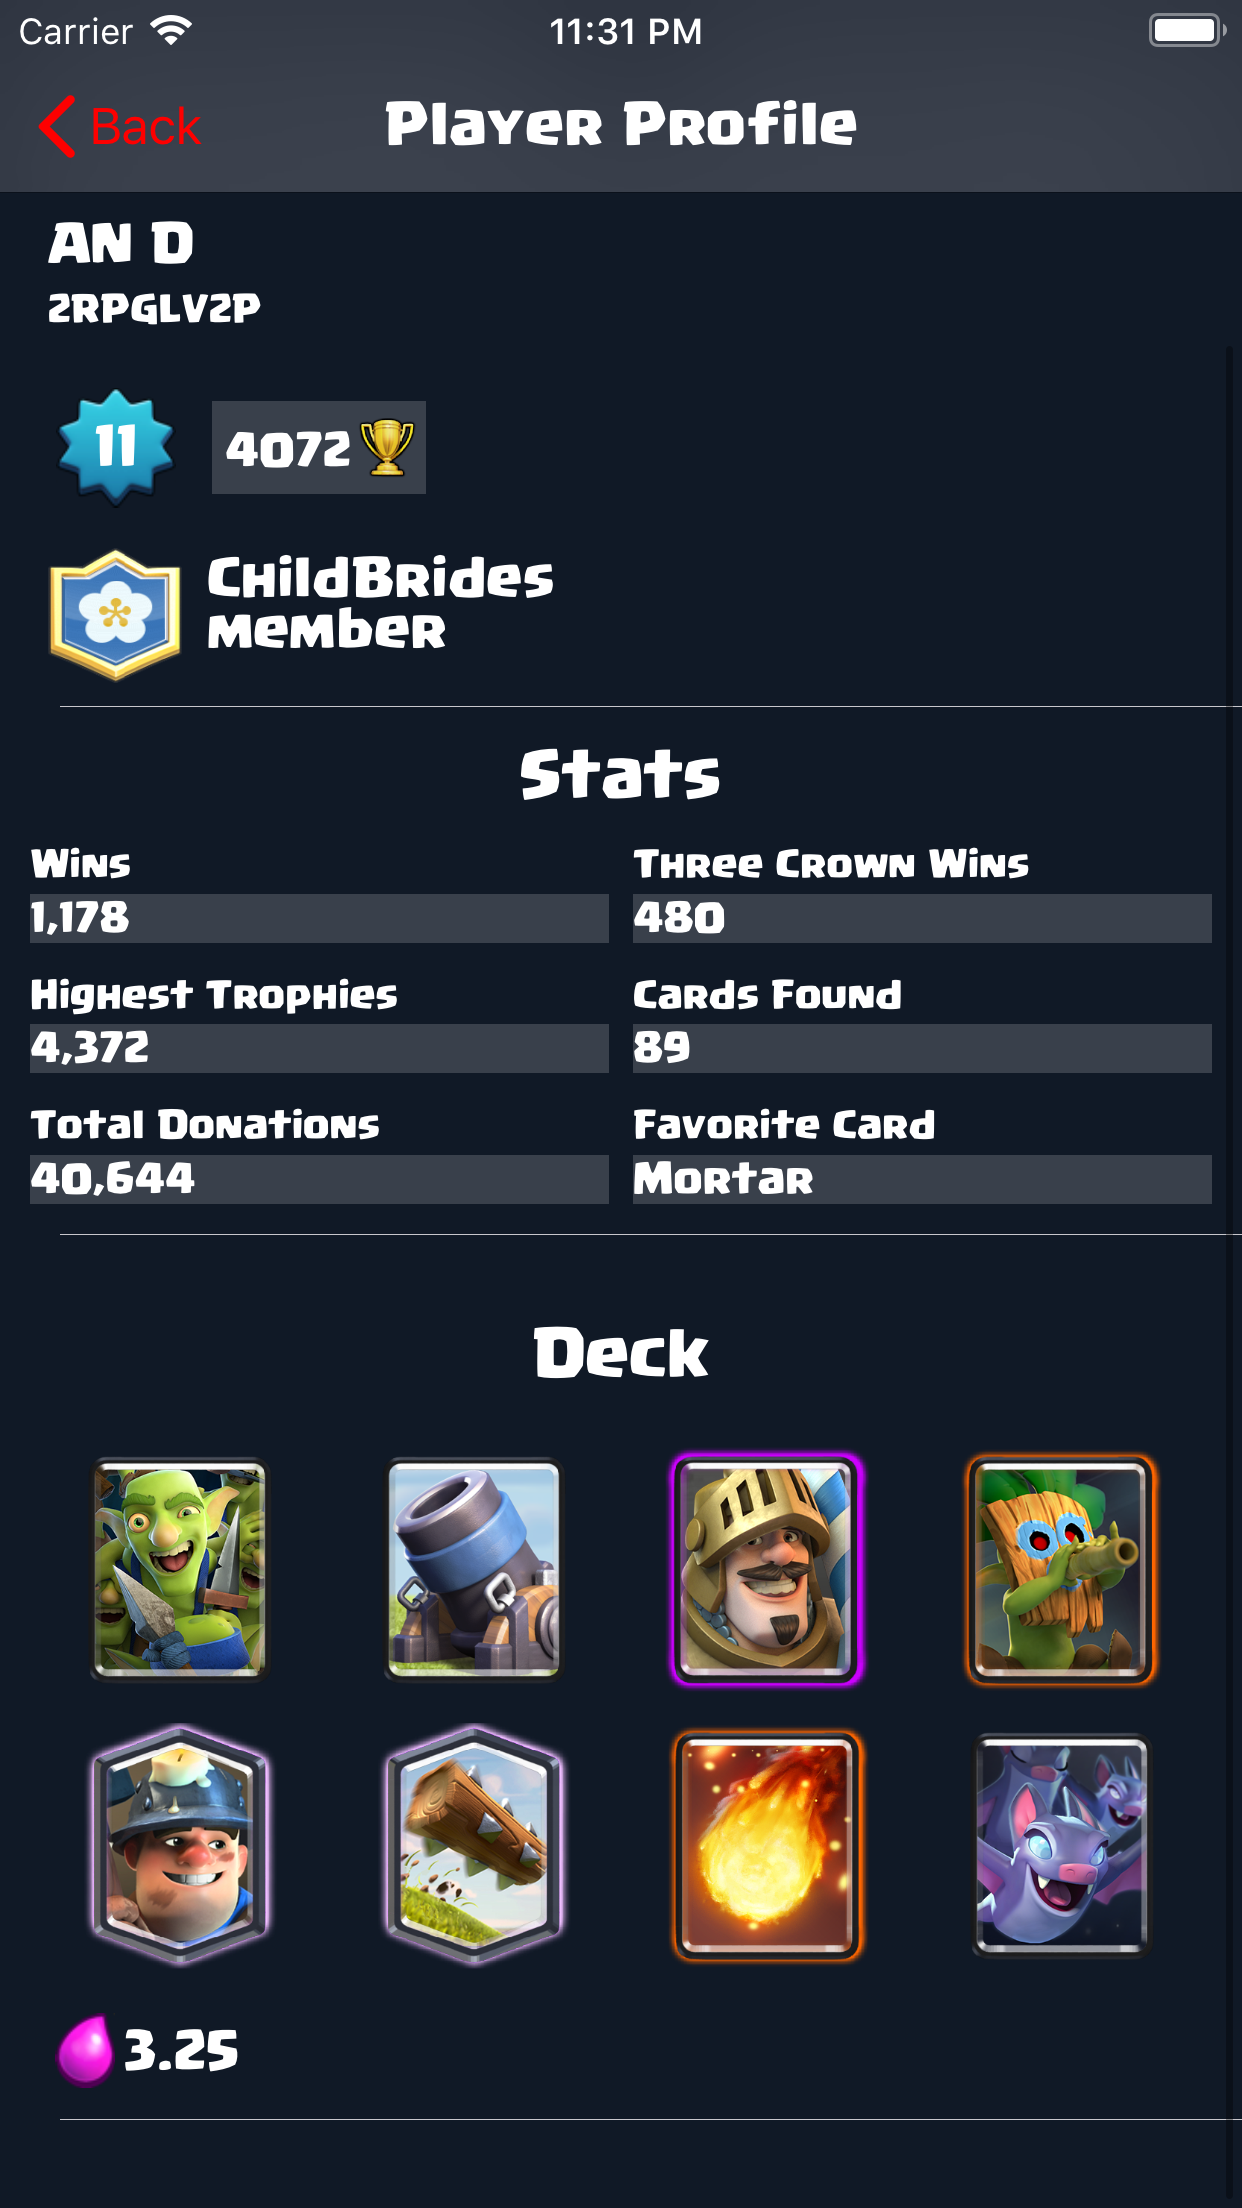 Carrier 11:31 PM
Back Player Profile
AN D
2RPGLV2P
11 4072
ChildBrides
member
Stats
Wins Three Crown Wins
1,178 480
Highest Trophies Cards Found
4,372 89
Total Donations Favorite Card
40,644 Mortar
Deck
3.25